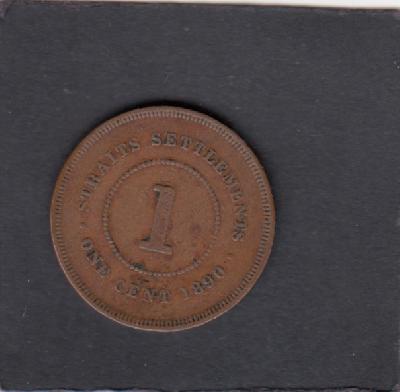 STRAITS SETTLEMENTS
1
ONE CENT 1890